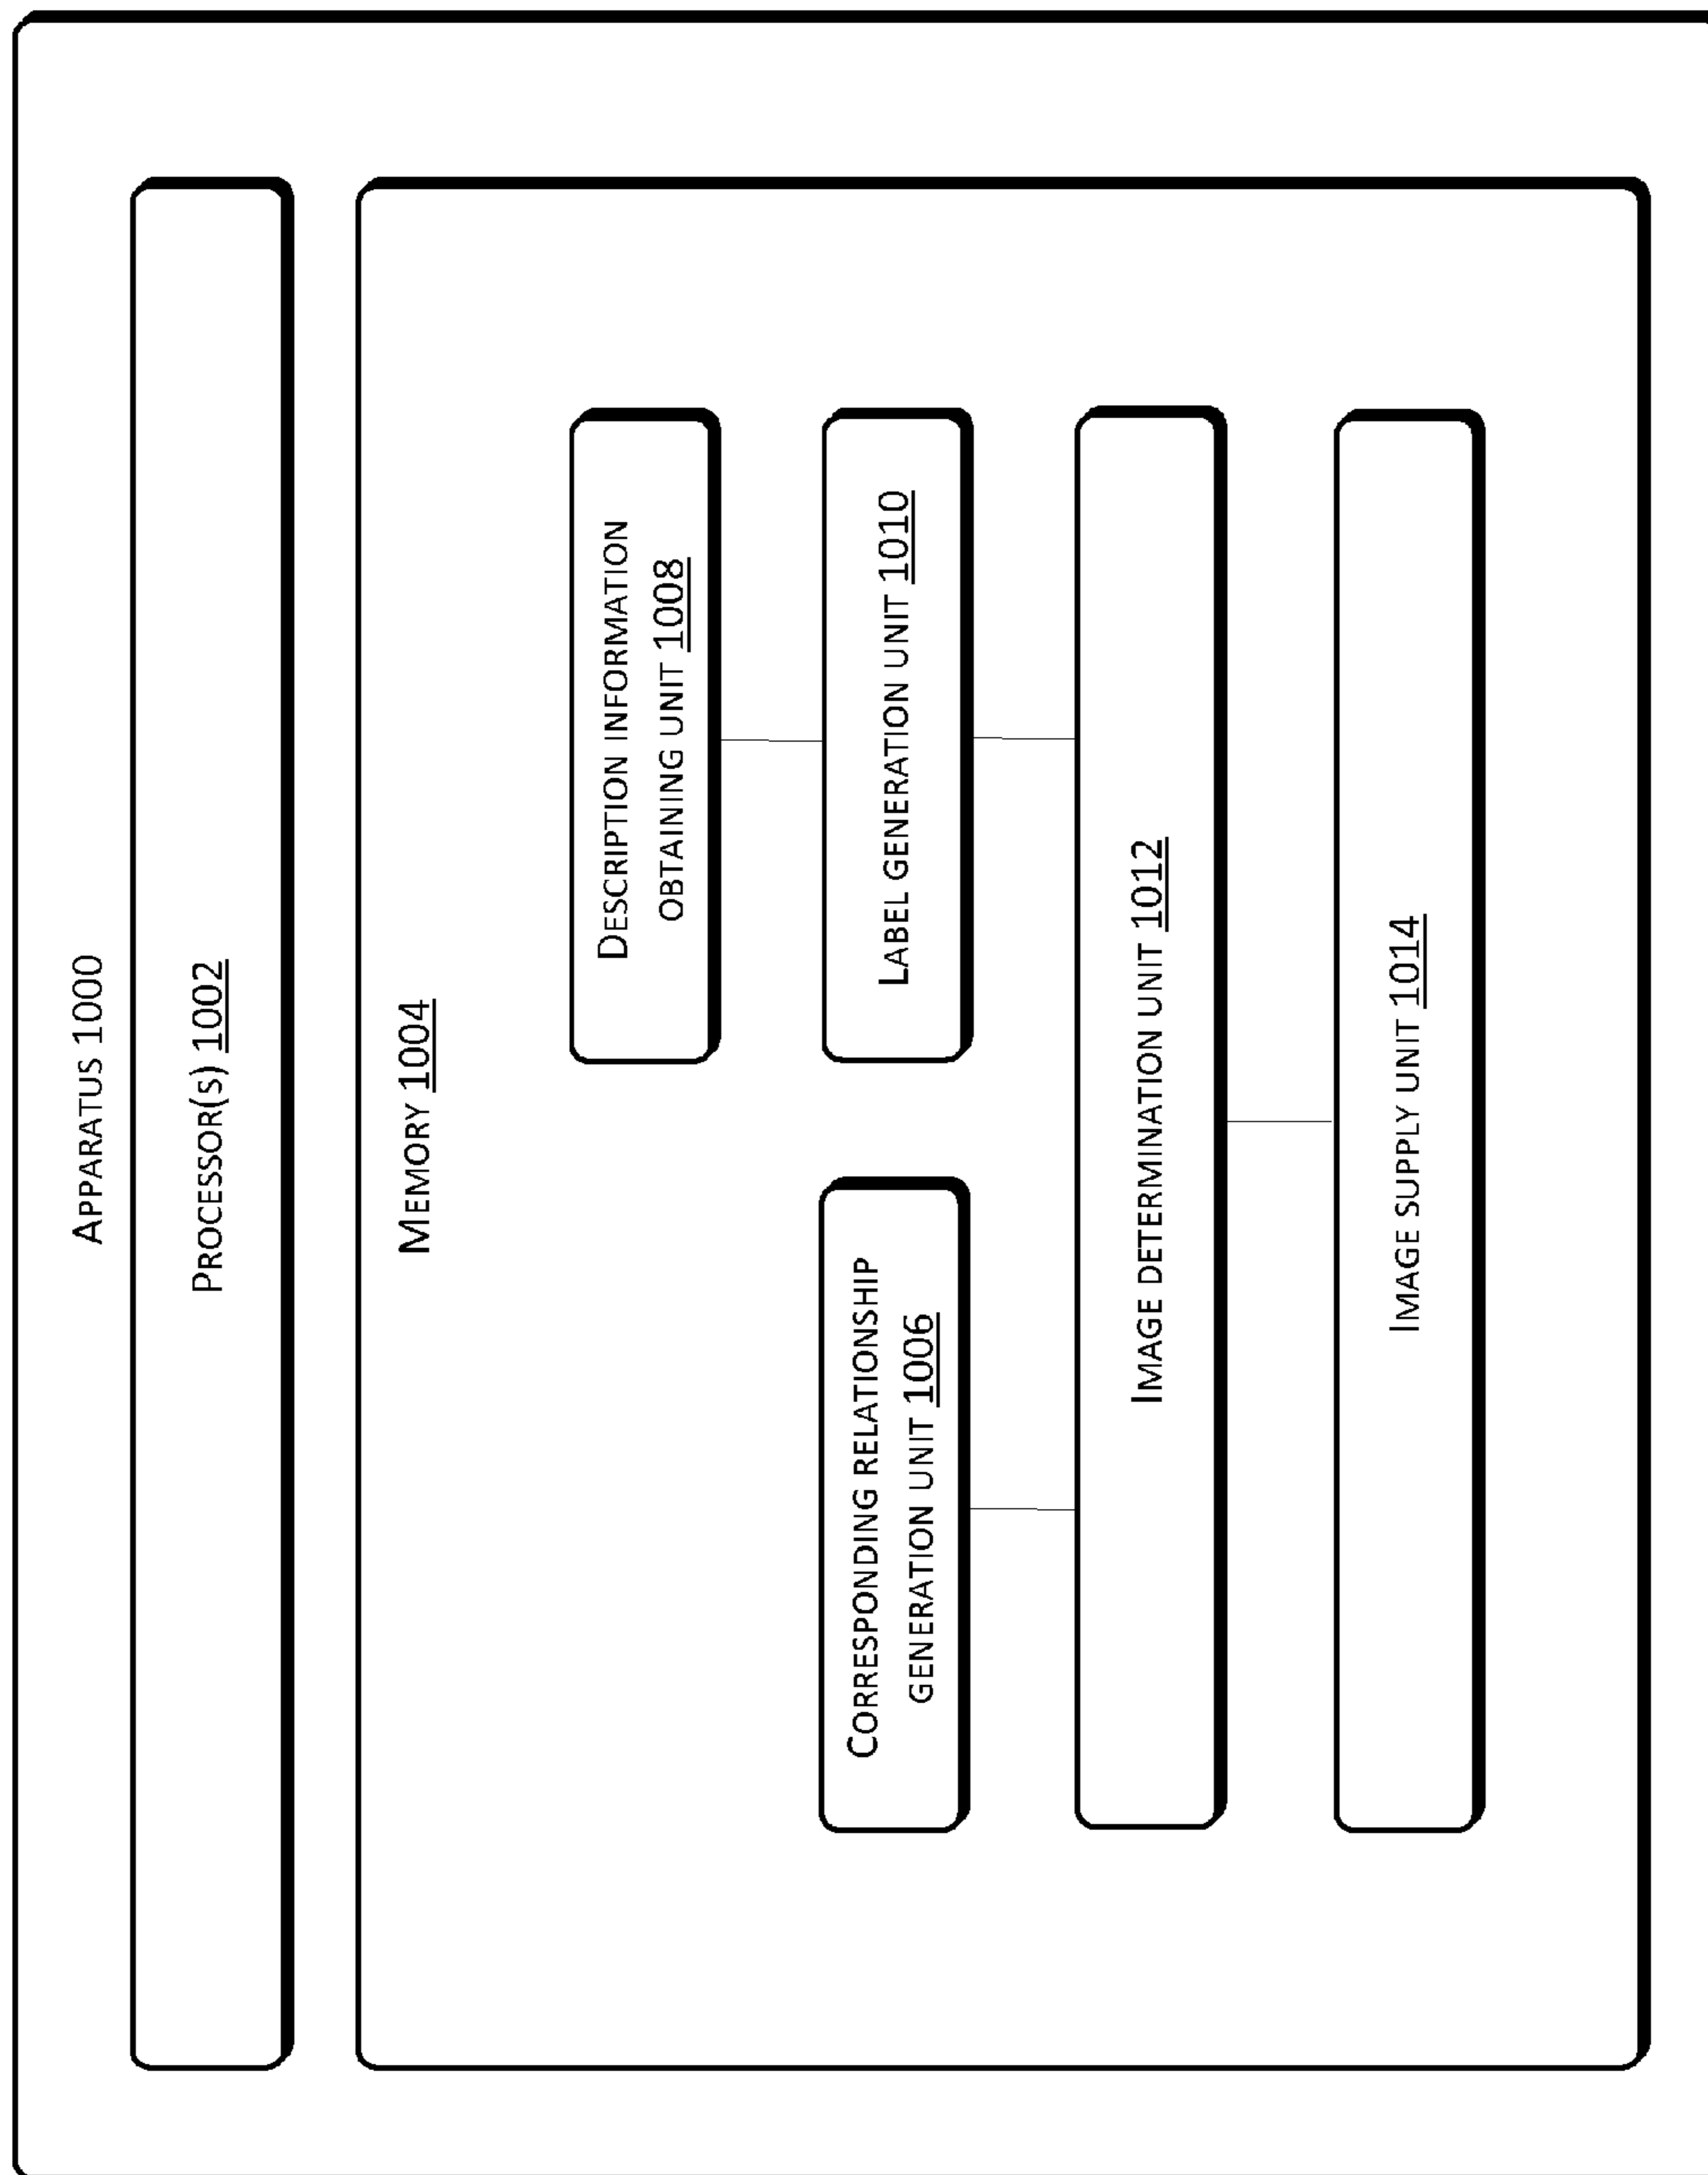 APPARATUS 1000
PROCESSOR(S) 1002
MEMORY 1004
DESCRIPTION INFORMATION
OBTAINING UNIT 1008
CORRESPONDING RELATIONSHIP
GENERATION UNIT 1006
LABEL GENERATION UNIT 1010
IMAGE DETERMINATION UNIT 1012
IMAGE SUPPLY UNIT 1014